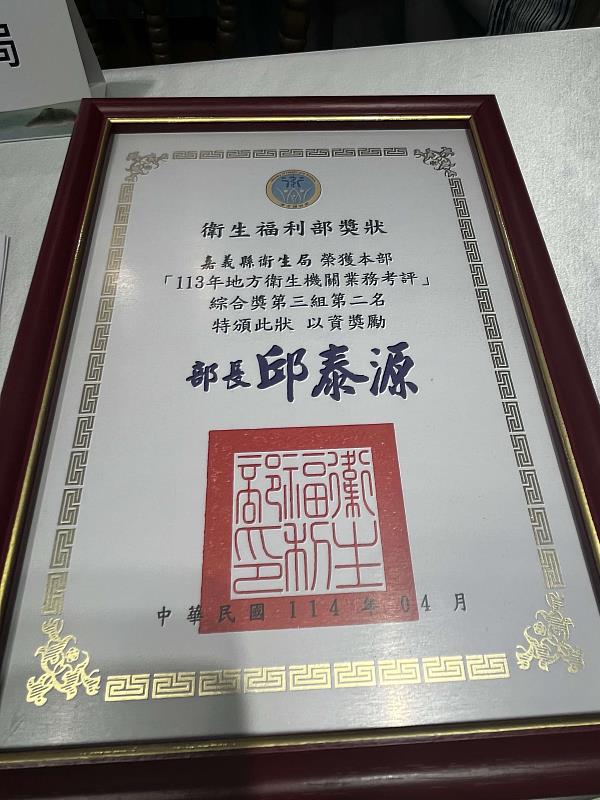 局
衛生福利部獎狀
嘉義縣衛生局 榮獲本部
「113年地方衛生機關業務考評」
綜合獎第三組第二名
特頒此狀 以資獎勵
部長邱泰源
衛生福利部印
中華民國 114 年 04 月